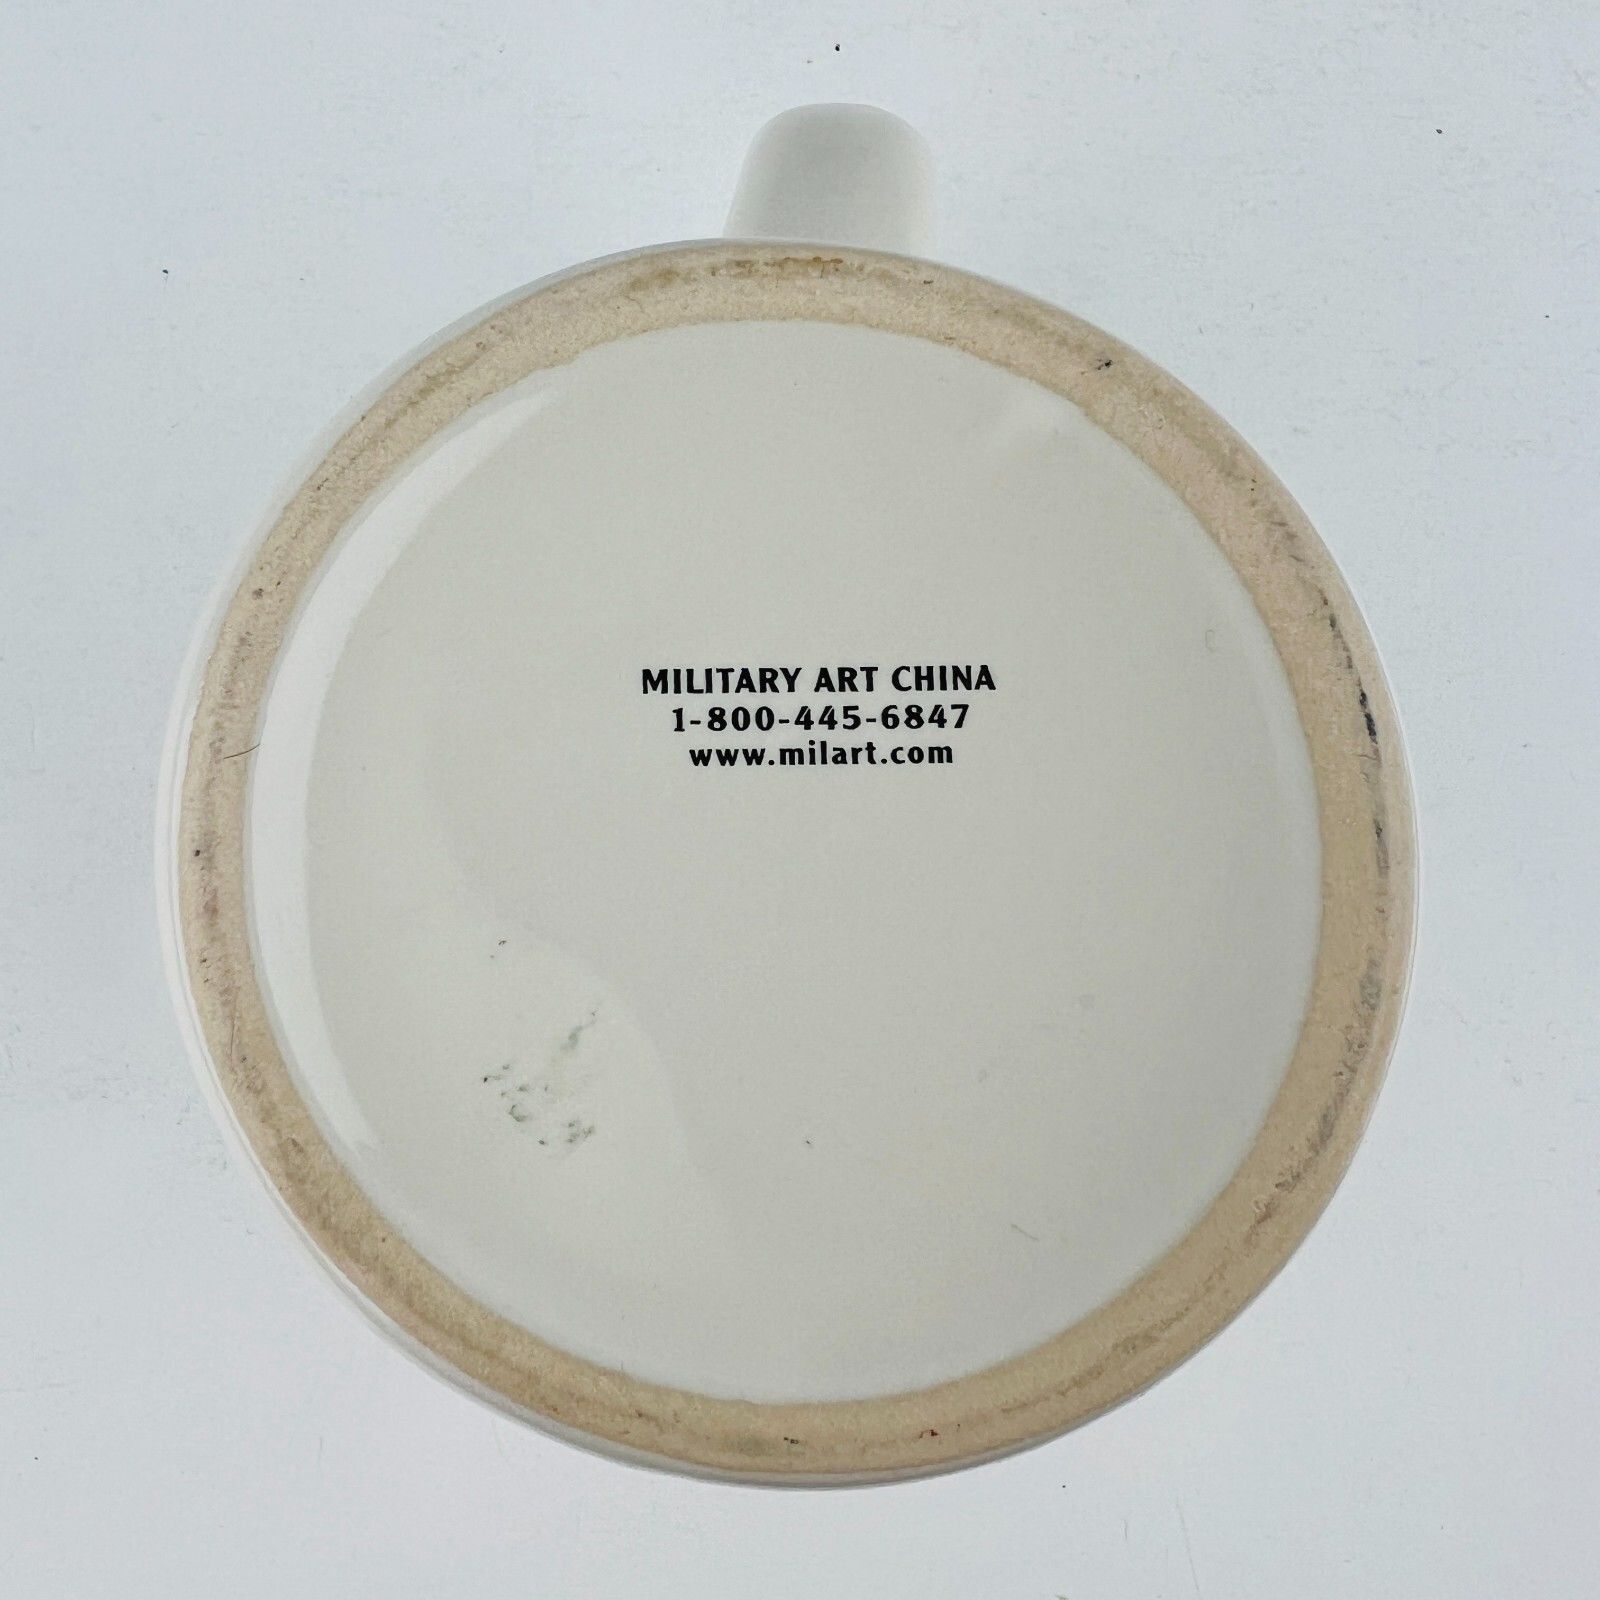 MILITARY ART CHINA
1-800-445-6847
www.milart.com